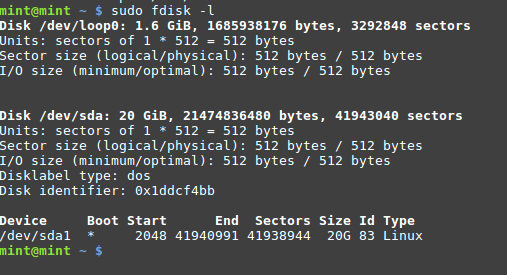 mint@mint ~ $ sudo fdisk -l
Disk /dev/loop0: 1.6 GiB, 1685938176 bytes, 3292848 sectors
Units: sectors of 1 * 512 = 512 bytes
Sector size (logical/physical): 512 bytes / 512 bytes
I/O size (minimum/optimal): 512 bytes / 512 bytes
Disk /dev/sda: 20 GiB, 21474836480 bytes, 41943040 sectors
Units: sectors of 1 * 512 = 512 bytes
Sector size (logical/physical): 512 bytes / 512 bytes
I/O size (minimum/optimal): 512 bytes / 512 bytes
Disklabel type: dos
Disk identifier: 0x1ddcf4bb
Device     Boot Start      End  Sectors Size Id Type
/dev/sda1  *     2048 41940991 41938944  20G 83 Linux
mint@mint ~ $